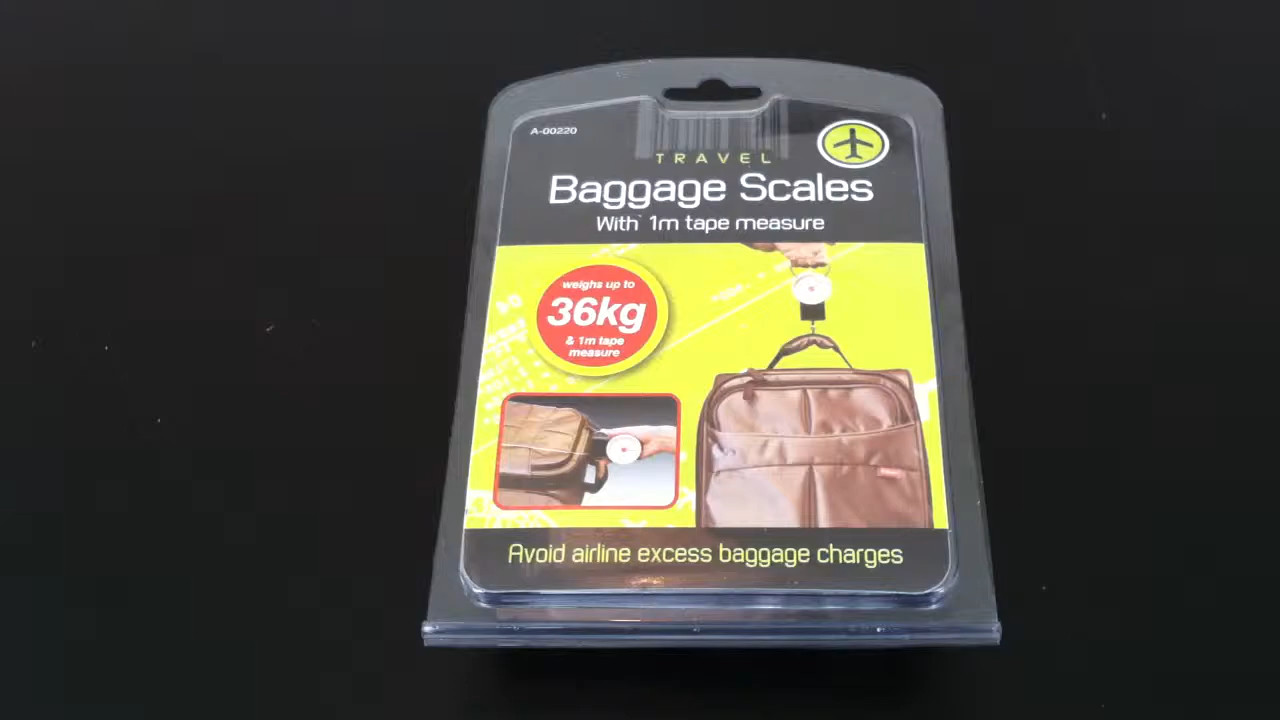 A-00220
TRAVEL
Baggage Scales
With 1m tape measure
weighs up to
36kg
& 1m tape
measure
Avoid airline excess baggage charges